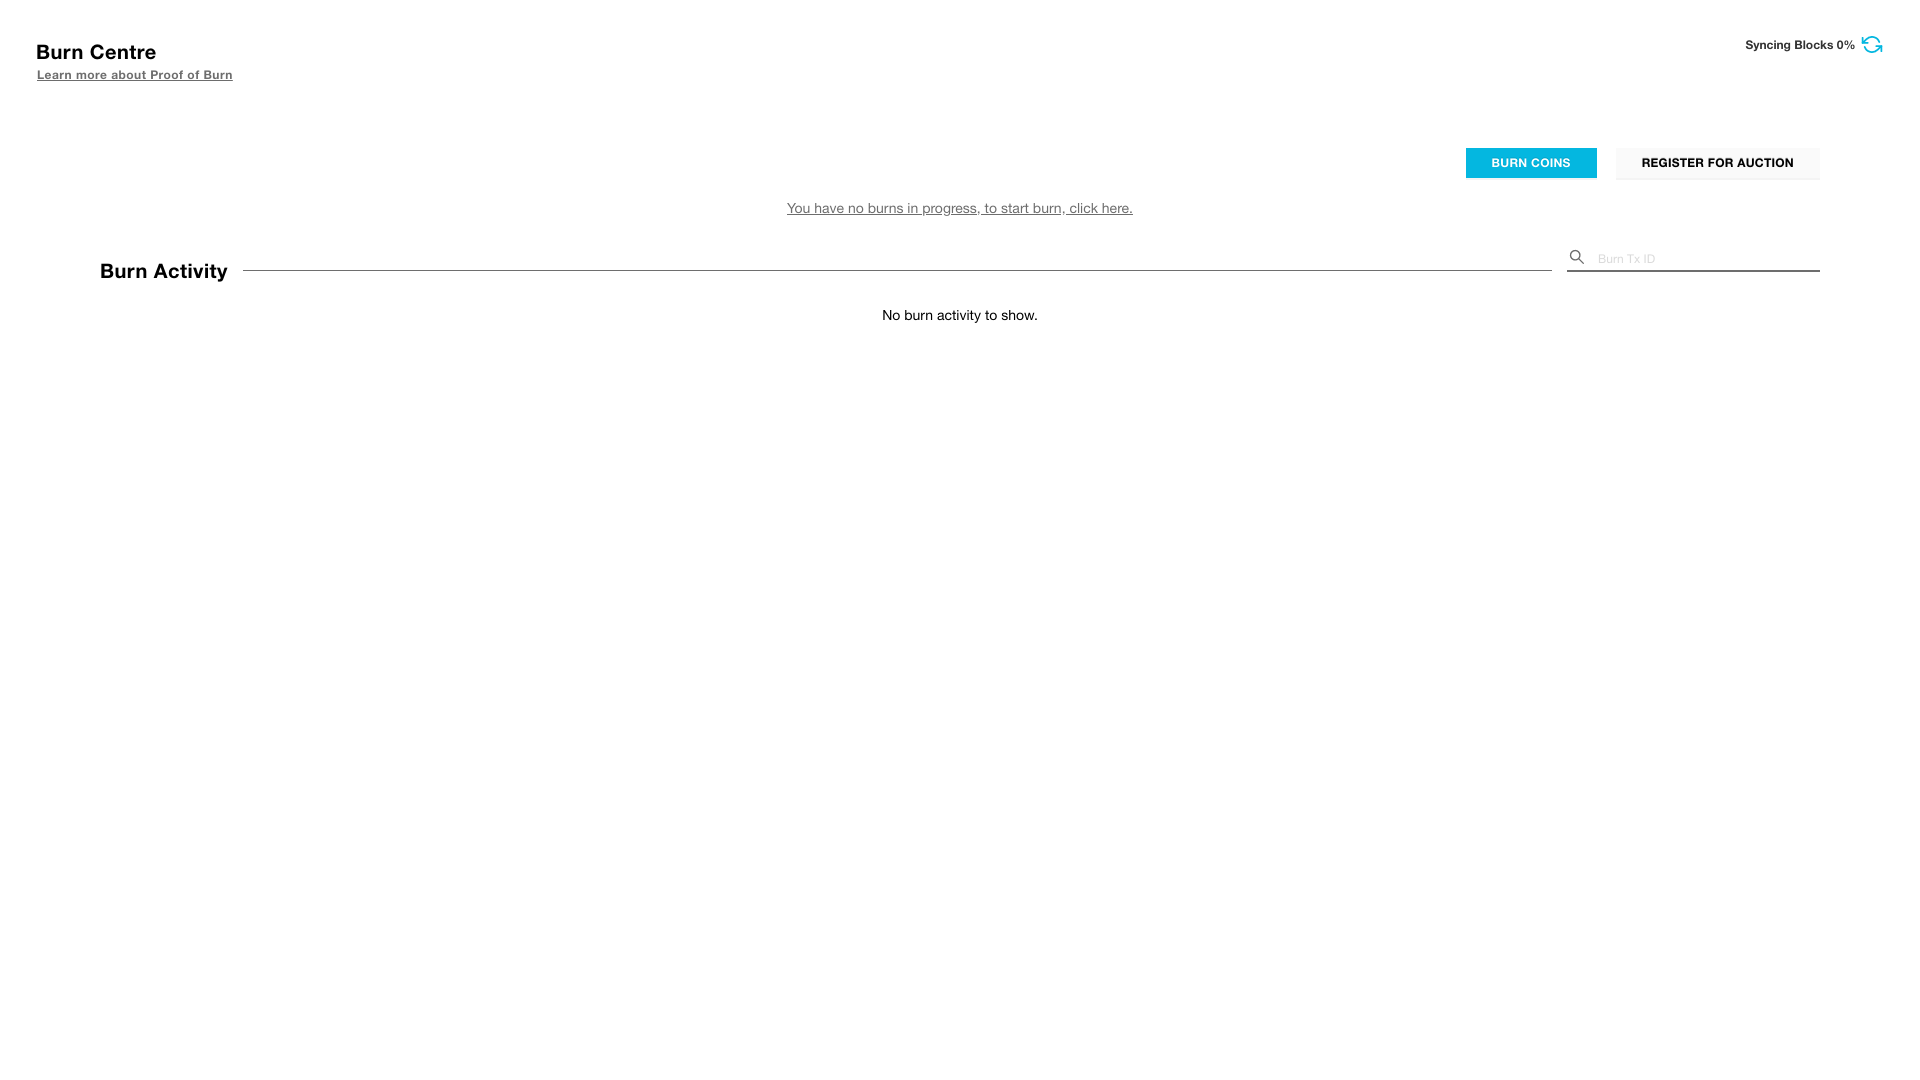 Burn Centre
Learn more about Proof of Burn
Syncing Blocks 0%
BURN COINS
REGISTER FOR AUCTION
You have no burns in progress, to start burn, click here.
Burn Activity
Burn Tx ID
No burn activity to show.